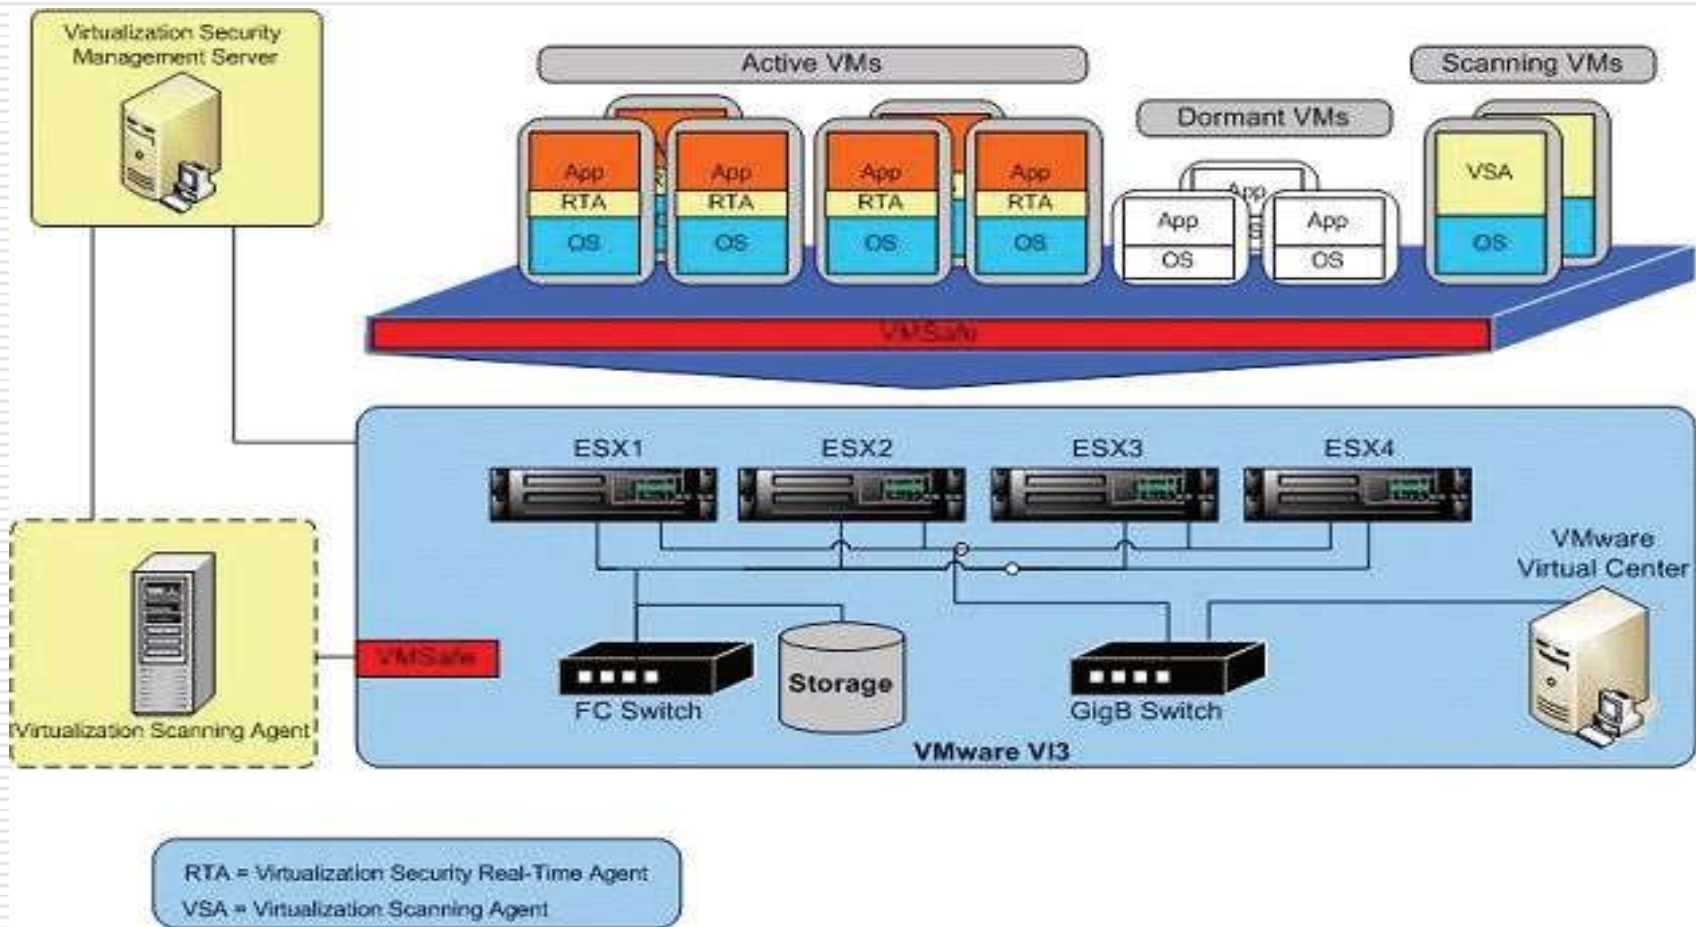 Virtualization Security
Management Server
Active VMs
Dormant VMs
Scanning VMs
App
RTA
OS
App
RTA
OS
App
RTA
OS
App
RTA
OS
App
App
OS
App
OS
VSA
OS
VMSafe
ESX1
ESX2
ESX3
ESX4
VMware
Virtual Center
VMSafe
FC Switch
Storage
GigB Switch
VMware VI3
Virtualization Scanning Agent
RTA = Virtualization Security Real-Time Agent
VSA = Virtualization Scanning Agent